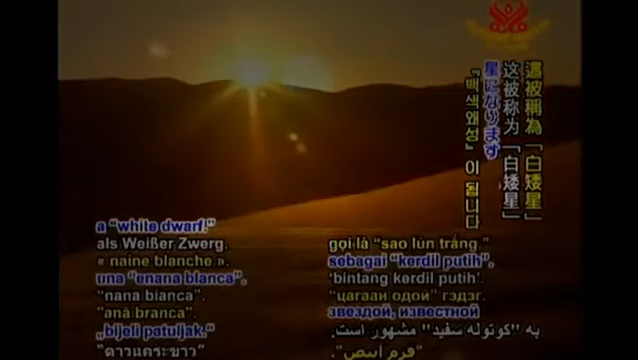 這被稱為「白矮星」
这被称为「白矮星」
星になります
『백색왜성』이 됩니다
a "white dwarf."
als Weißer Zwerg.
« naine blanche ».
una "enana blanca".
"nana bianca".
"anã branca".
„bijeli patuljak."
"ดาวแคระขาว"
gọi là "sao lùn trắng."
sebagai "kerdil putih".
'bintang kerdil putih'.
"цагаан одой" гэдэг.
звездой, известной
به "کوتوله سفید" مشهور است.
"قزم أبيض".